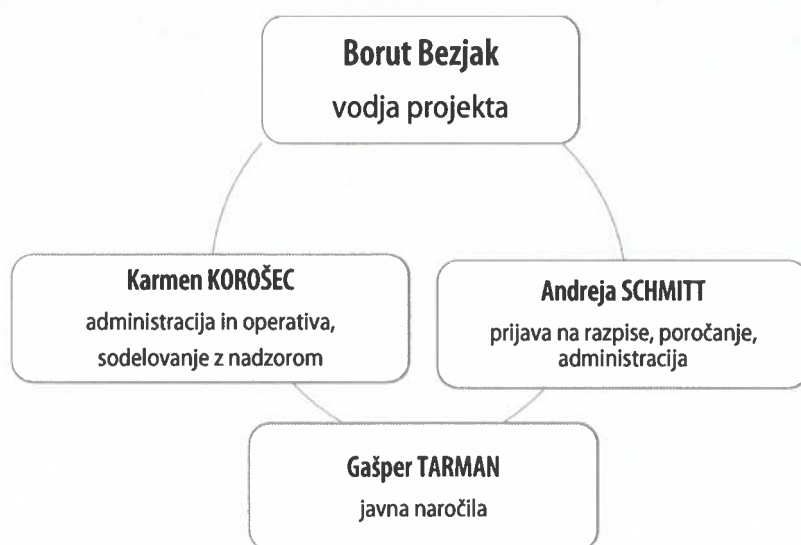 Borut Bezjak
vodja projekta
Karmen KOROŠEC
administracija in operativa,
sodelovanje z nadzorom
Andreja SCHMITT
prijava na razpise, poročanje,
administracija
Gašper TARMAN
javna naročila